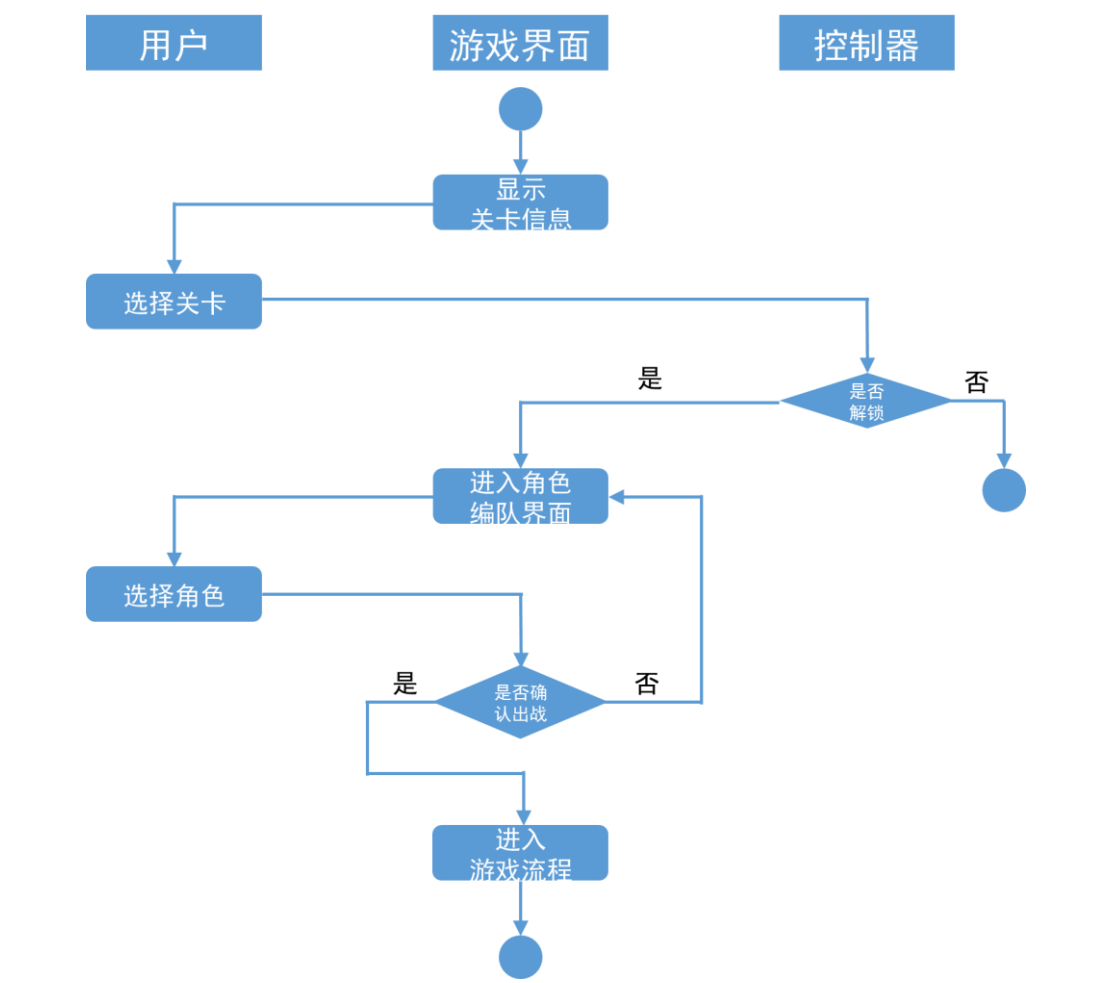 用户
游戏界面
控制器
显示
关卡信息
选择关卡
是
否
是否
解锁
进入角色
编队界面
选择角色
是
否
是否确
认出战
进入
游戏流程